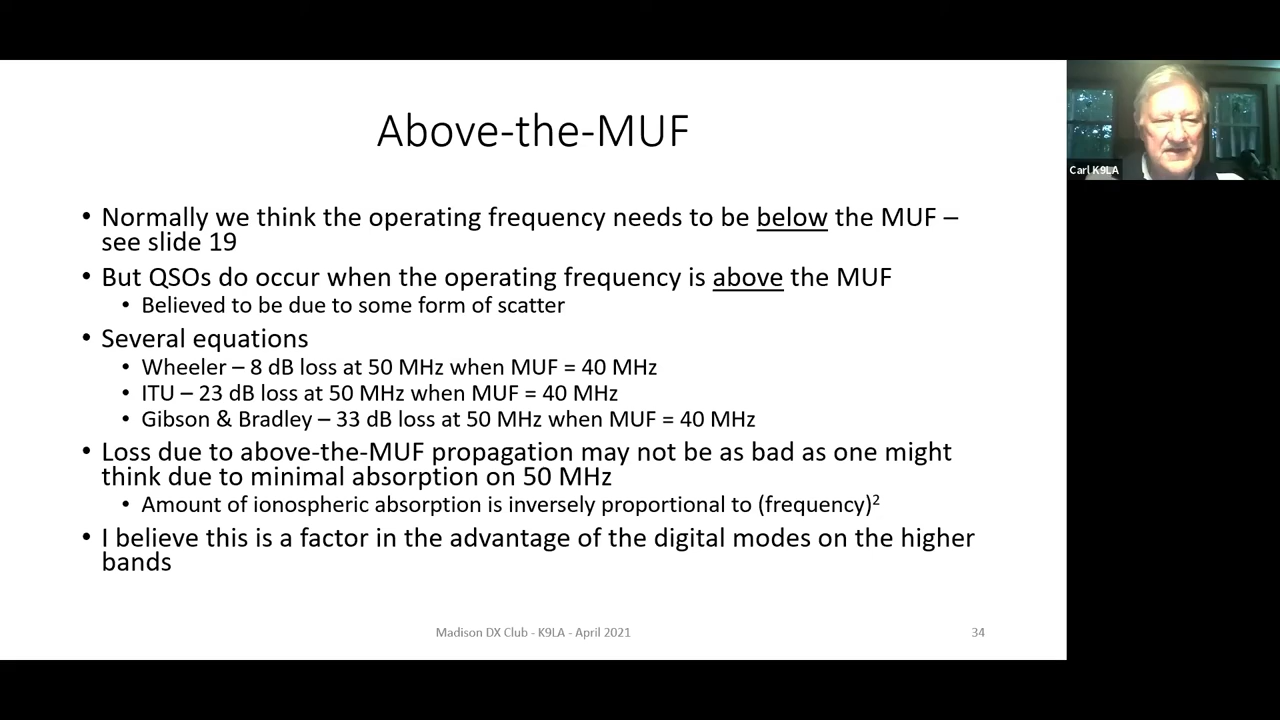 Above-the-MUF
• Normally we think the operating frequency needs to be below the MUF –
see slide 19
• But QSOs do occur when the operating frequency is above the MUF
• Believed to be due to some form of scatter
• Several equations
• Wheeler – 8 dB loss at 50 MHz when MUF = 40 MHz
• ITU – 23 dB loss at 50 MHz when MUF = 40 MHz
• Gibson & Bradley – 33 dB loss at 50 MHz when MUF = 40 MHz
• Loss due to above-the-MUF propagation may not be as bad as one might
think due to minimal absorption on 50 MHz
• Amount of ionospheric absorption is inversely proportional to (frequency)²
• I believe this is a factor in the advantage of the digital modes on the higher
bands
Madison DX Club - K9LA - April 2021
34
Carl K9LA